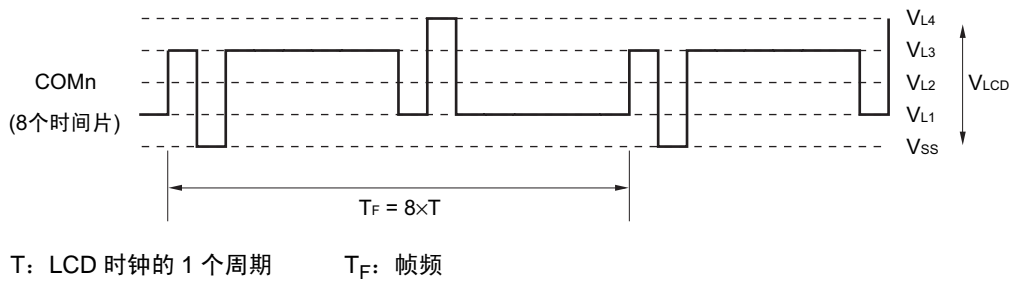 VL4
VL3
COMn
VL2
VLCD
(8个时间片)
VL1
VSS
TF = 8×T
T：LCD 时钟的 1 个周期 TF：帧频